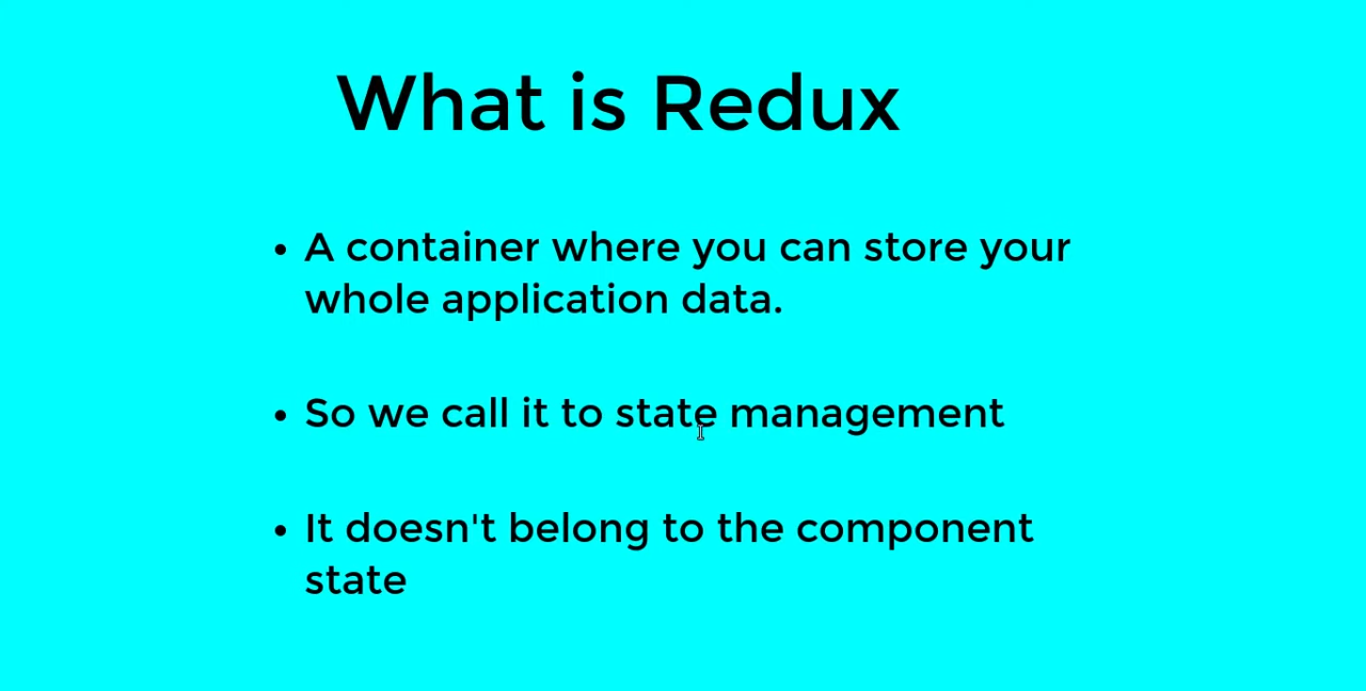 What is Redux
• A container where you can store your
whole application data.
• So we call it to state management
• It doesn't belong to the component
state